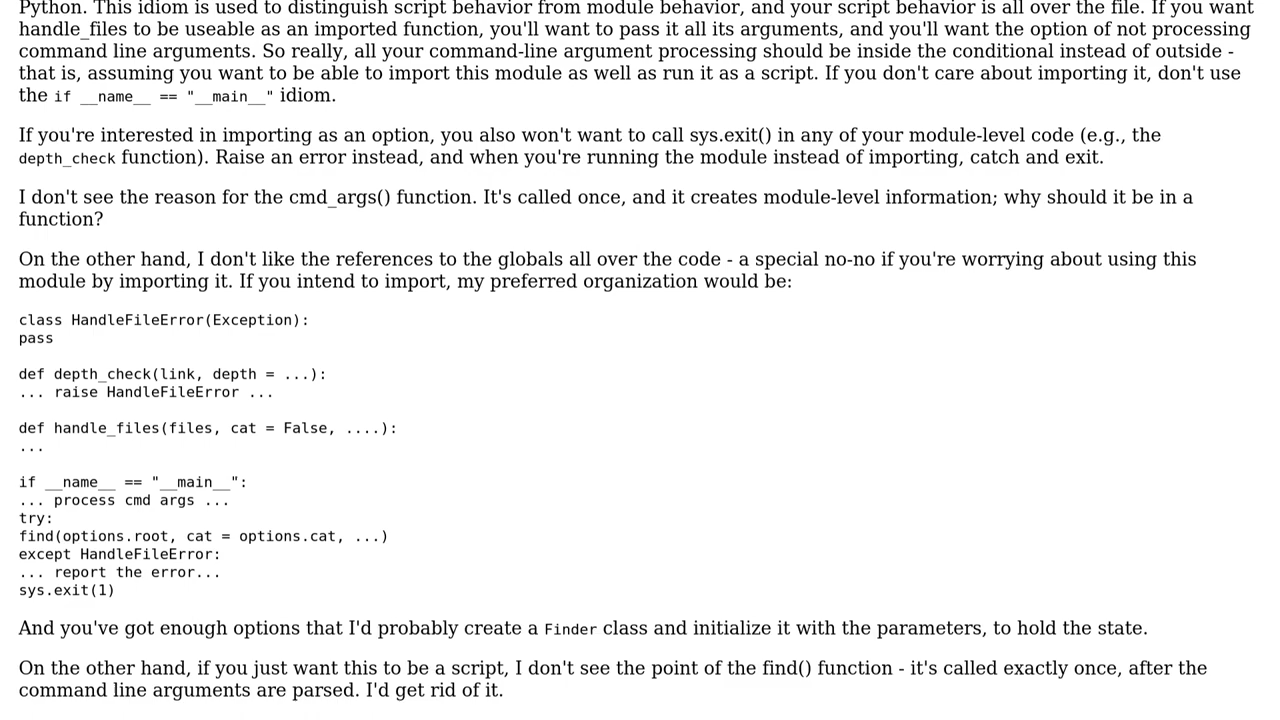 Python. This idiom is used to distinguish script behavior from module behavior, and your script behavior is all over the file. If you want
handle_files to be useable as an imported function, you'll want to pass it all its arguments, and you'll want the option of not processing
command line arguments. So really, all your command-line argument processing should be inside the conditional instead of outside -
that is, assuming you want to be able to import this module as well as run it as a script. If you don't care about importing it, don't use
the if __name__ == "__main__" idiom.
If you're interested in importing as an option, you also won't want to call sys.exit() in any of your module-level code (e.g., the
depth_check function). Raise an error instead, and when you're running the module instead of importing, catch and exit.
I don't see the reason for the cmd_args() function. It's called once, and it creates module-level information; why should it be in a
function?
On the other hand, I don't like the references to the globals all over the code - a special no-no if you're worrying about using this
module by importing it. If you intend to import, my preferred organization would be:
class HandleFileError(Exception):
pass
def depth_check(link, depth = ...):
... raise HandleFileError ...
def handle_files(files, cat = False, ....):
...
if __name__ == "__main__":
... process cmd args ...
try:
find(options.root, cat = options.cat, ...)
except HandleFileError:
... report the error...
sys.exit(1)
And you've got enough options that I'd probably create a Finder class and initialize it with the parameters, to hold the state.
On the other hand, if you just want this to be a script, I don't see the point of the find() function - it's called exactly once, after the
command line arguments are parsed. I'd get rid of it.